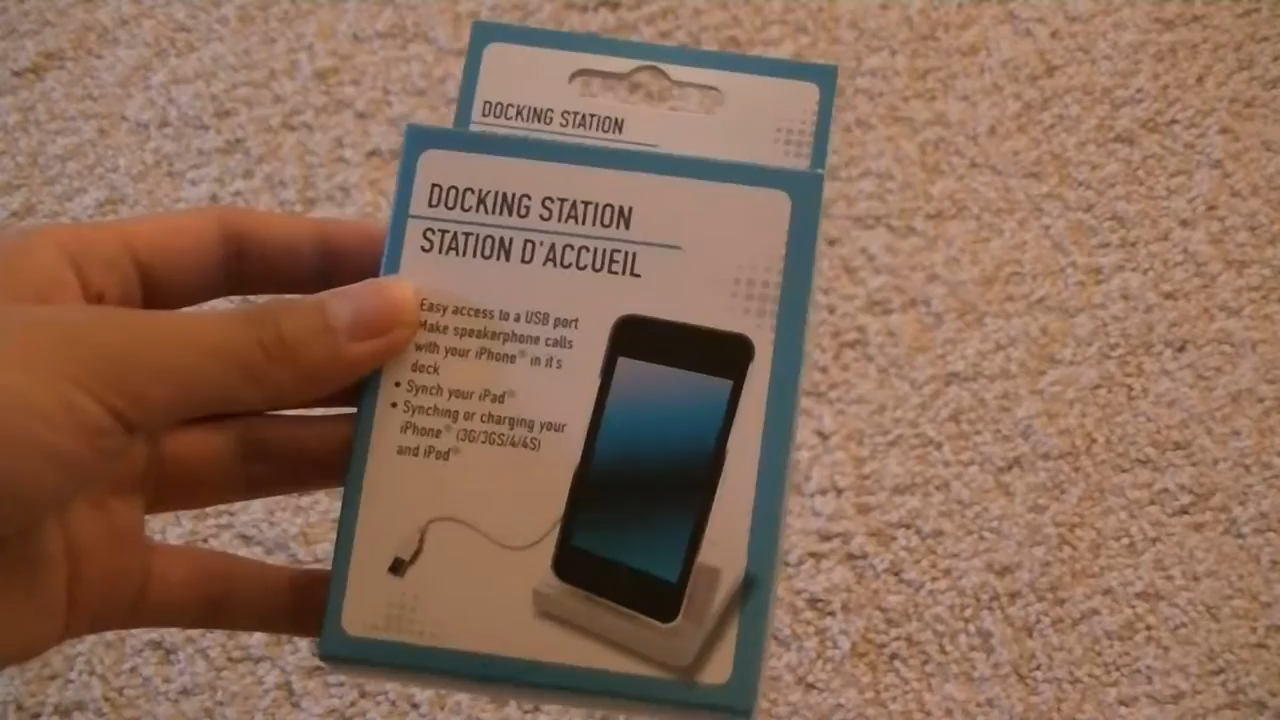 DOCKING STATION
DOCKING STATION
STATION D'ACCUEIL
Easy access to a USB port
Make speakerphone calls
with your iPhone® in it's
dock
• Synch your iPad®
• Synching or charging your
iPhone® (3G/3GS/4/4S)
and iPod®